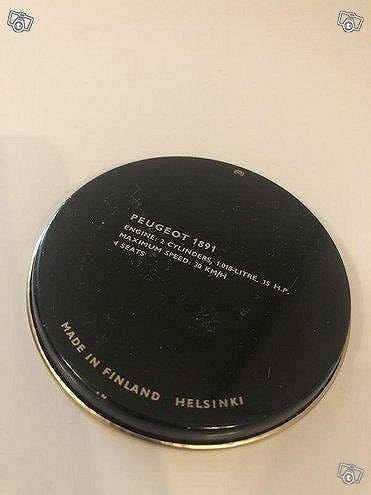 PEUGEOT 1891
ENGINE: 2 CYLINDERS, 1.018-LITRE. 15 H.P.
MAXIMUM SPEED: 30 KM/H
4 SEATS
MADE IN FINLAND HELSINKI